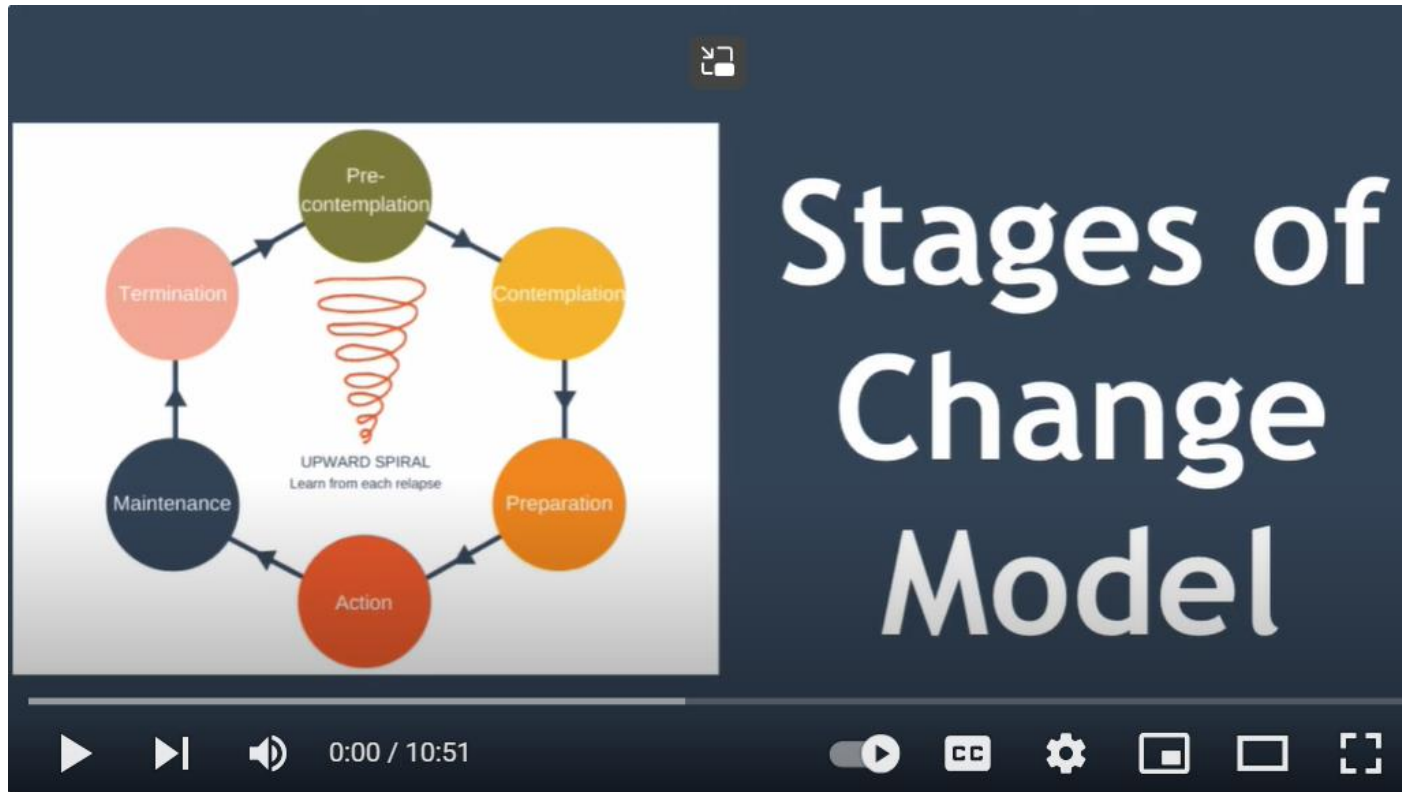 Pre-
contemplation
Contemplation
Preparation
Action
Maintenance
Termination
UPWARD SPIRAL
Learn from each relapse
Stages of
Change
Model
0:00 / 10:51
CC